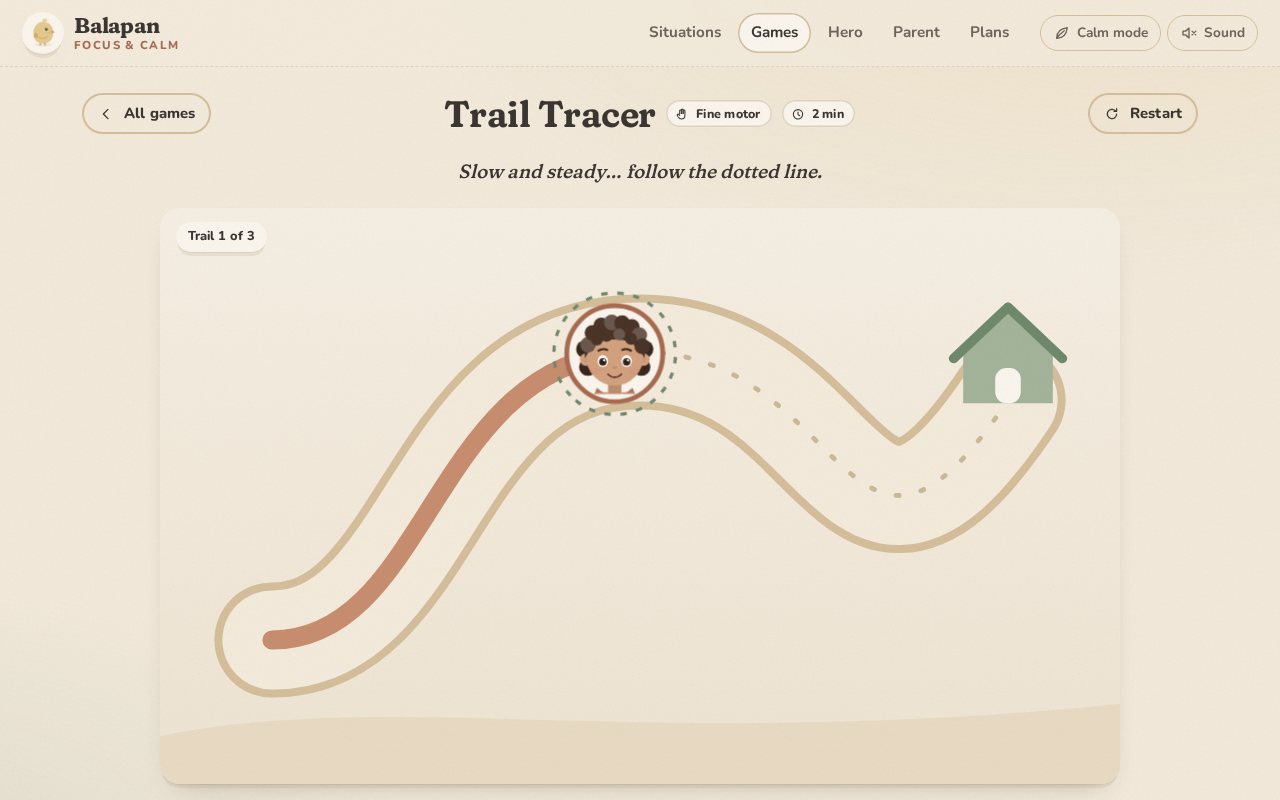 Balapan
FOCUS & CALM
Situations
Games
Hero
Parent
Plans
Calm mode
Sound
All games
Trail Tracer
Fine motor
2 min
Restart
Slow and steady... follow the dotted line.
Trail 1 of 3